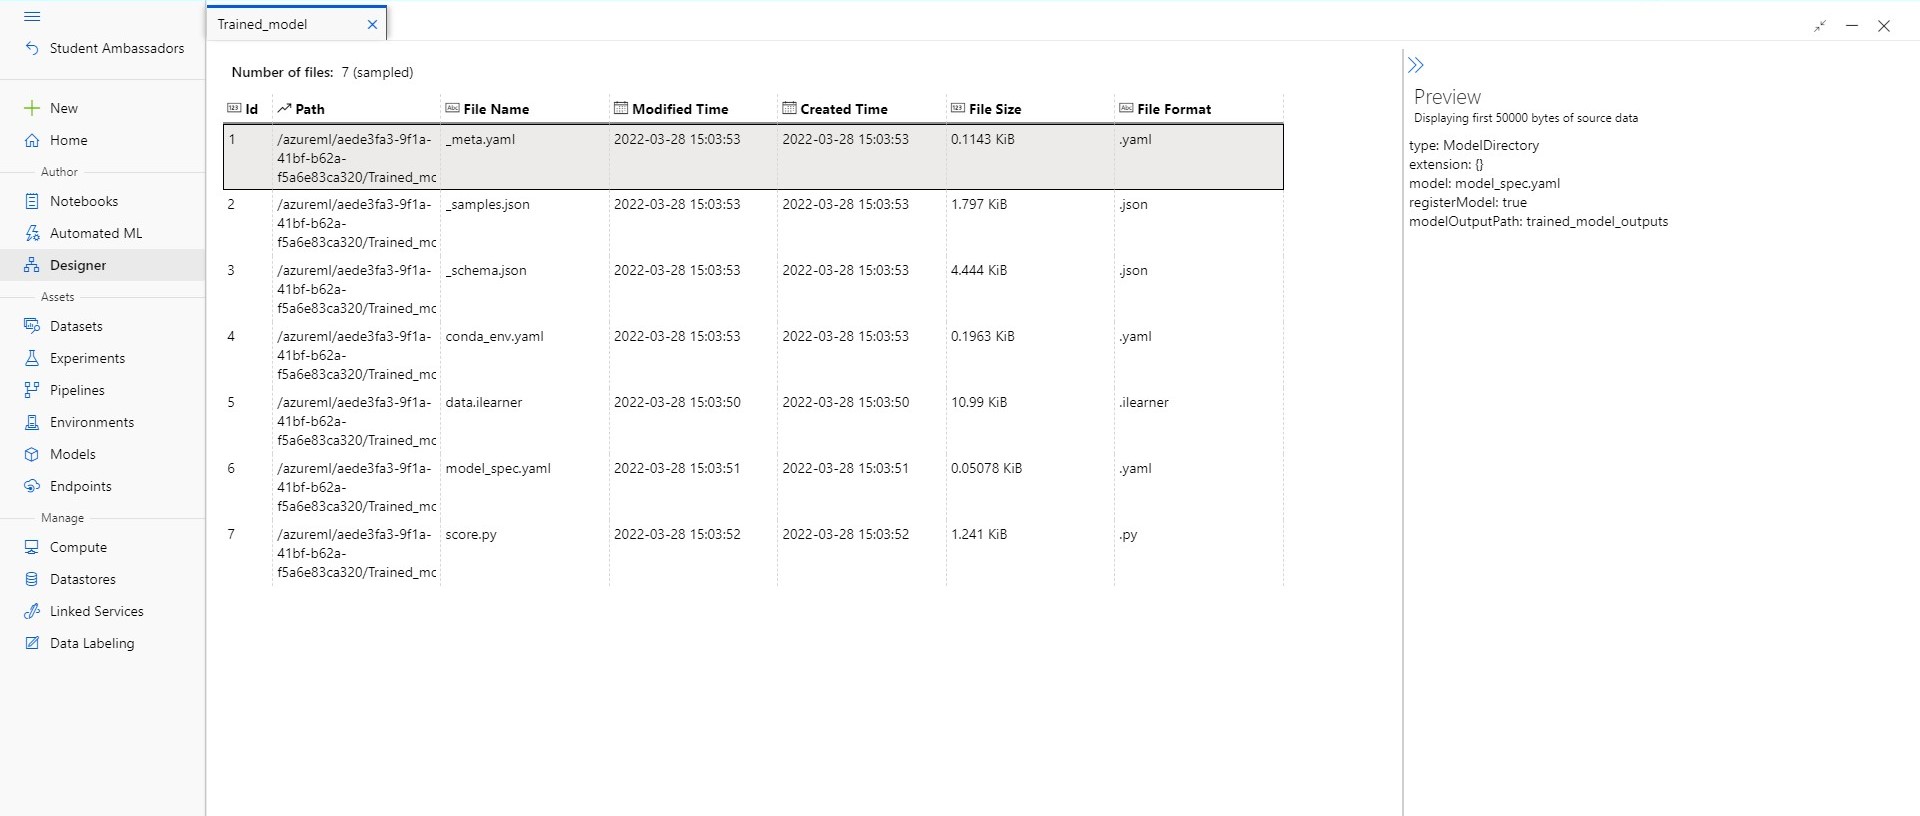 Student Ambassadors
New
Home
Author
Notebooks
Automated ML
Designer
Assets
Datasets
Experiments
Pipelines
Environments
Models
Endpoints
Manage
Compute
Datastores
Linked Services
Data Labeling
Trained_model
Number of files: 7 (sampled)
Id Path File Name Modified Time Created Time File Size File Format
1 /azureml/aede3fa3-9f1a- _meta.yaml 2022-03-28 15:03:53 2022-03-28 15:03:53 0.1143 KiB .yaml
41bf-b62a-
f5a6e83ca320/Trained_mc
2 /azureml/aede3fa3-9f1a- _samples.json 2022-03-28 15:03:53 2022-03-28 15:03:53 1.797 KiB .json
41bf-b62a-
f5a6e83ca320/Trained_mc
3 /azureml/aede3fa3-9f1a- _schema.json 2022-03-28 15:03:53 2022-03-28 15:03:53 4.444 KiB .json
41bf-b62a-
f5a6e83ca320/Trained_mc
4 /azureml/aede3fa3-9f1a- conda_env.yaml 2022-03-28 15:03:53 2022-03-28 15:03:53 0.1963 KiB .yaml
41bf-b62a-
f5a6e83ca320/Trained_mc
5 /azureml/aede3fa3-9f1a- data.ilearner 2022-03-28 15:03:50 2022-03-28 15:03:50 10.99 KiB .ilearner
41bf-b62a-
f5a6e83ca320/Trained_mc
6 /azureml/aede3fa3-9f1a- model_spec.yaml 2022-03-28 15:03:51 2022-03-28 15:03:51 0.05078 KiB .yaml
41bf-b62a-
f5a6e83ca320/Trained_mc
7 /azureml/aede3fa3-9f1a- score.py 2022-03-28 15:03:52 2022-03-28 15:03:52 1.241 KiB .py
41bf-b62a-
f5a6e83ca320/Trained_mc
Preview
Displaying first 50000 bytes of source data
type: ModelDirectory
extension: {}
model: model_spec.yaml
registerModel: true
modelOutputPath: trained_model_outputs